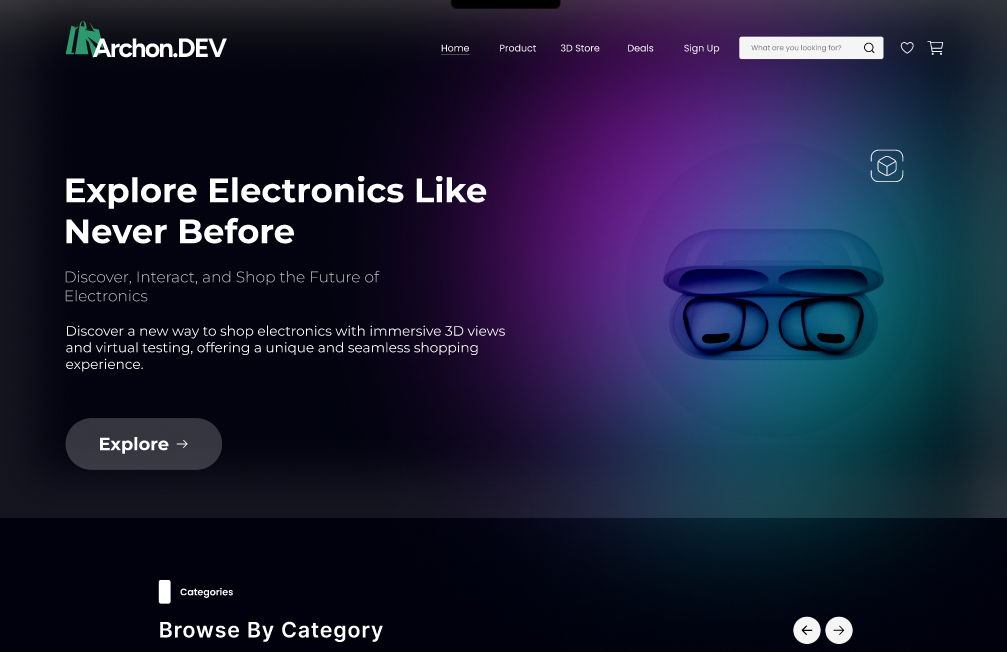 Archon.DEV
Home
Product
3D Store
Deals
Sign Up
What are you looking for?
Explore Electronics Like
Never Before
Discover, Interact, and Shop the Future of
Electronics
Discover a new way to shop electronics with immersive 3D views
and virtual testing, offering a unique and seamless shopping
experience.
Explore →
Categories
Browse By Category